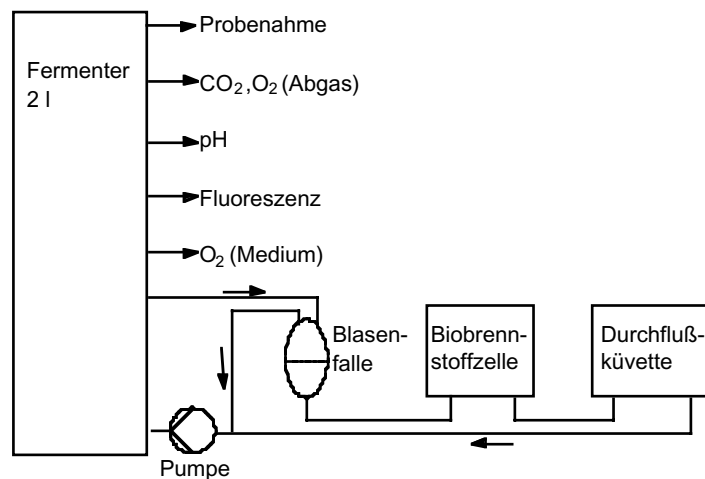 Probenahme
Fermenter
2 l
CO2,O2 (Abgas)
pH
Fluoreszenz
O2 (Medium)
Blasen-
falle
Biobrenn-
stoffzelle
Durchfluß-
küvette
Pumpe